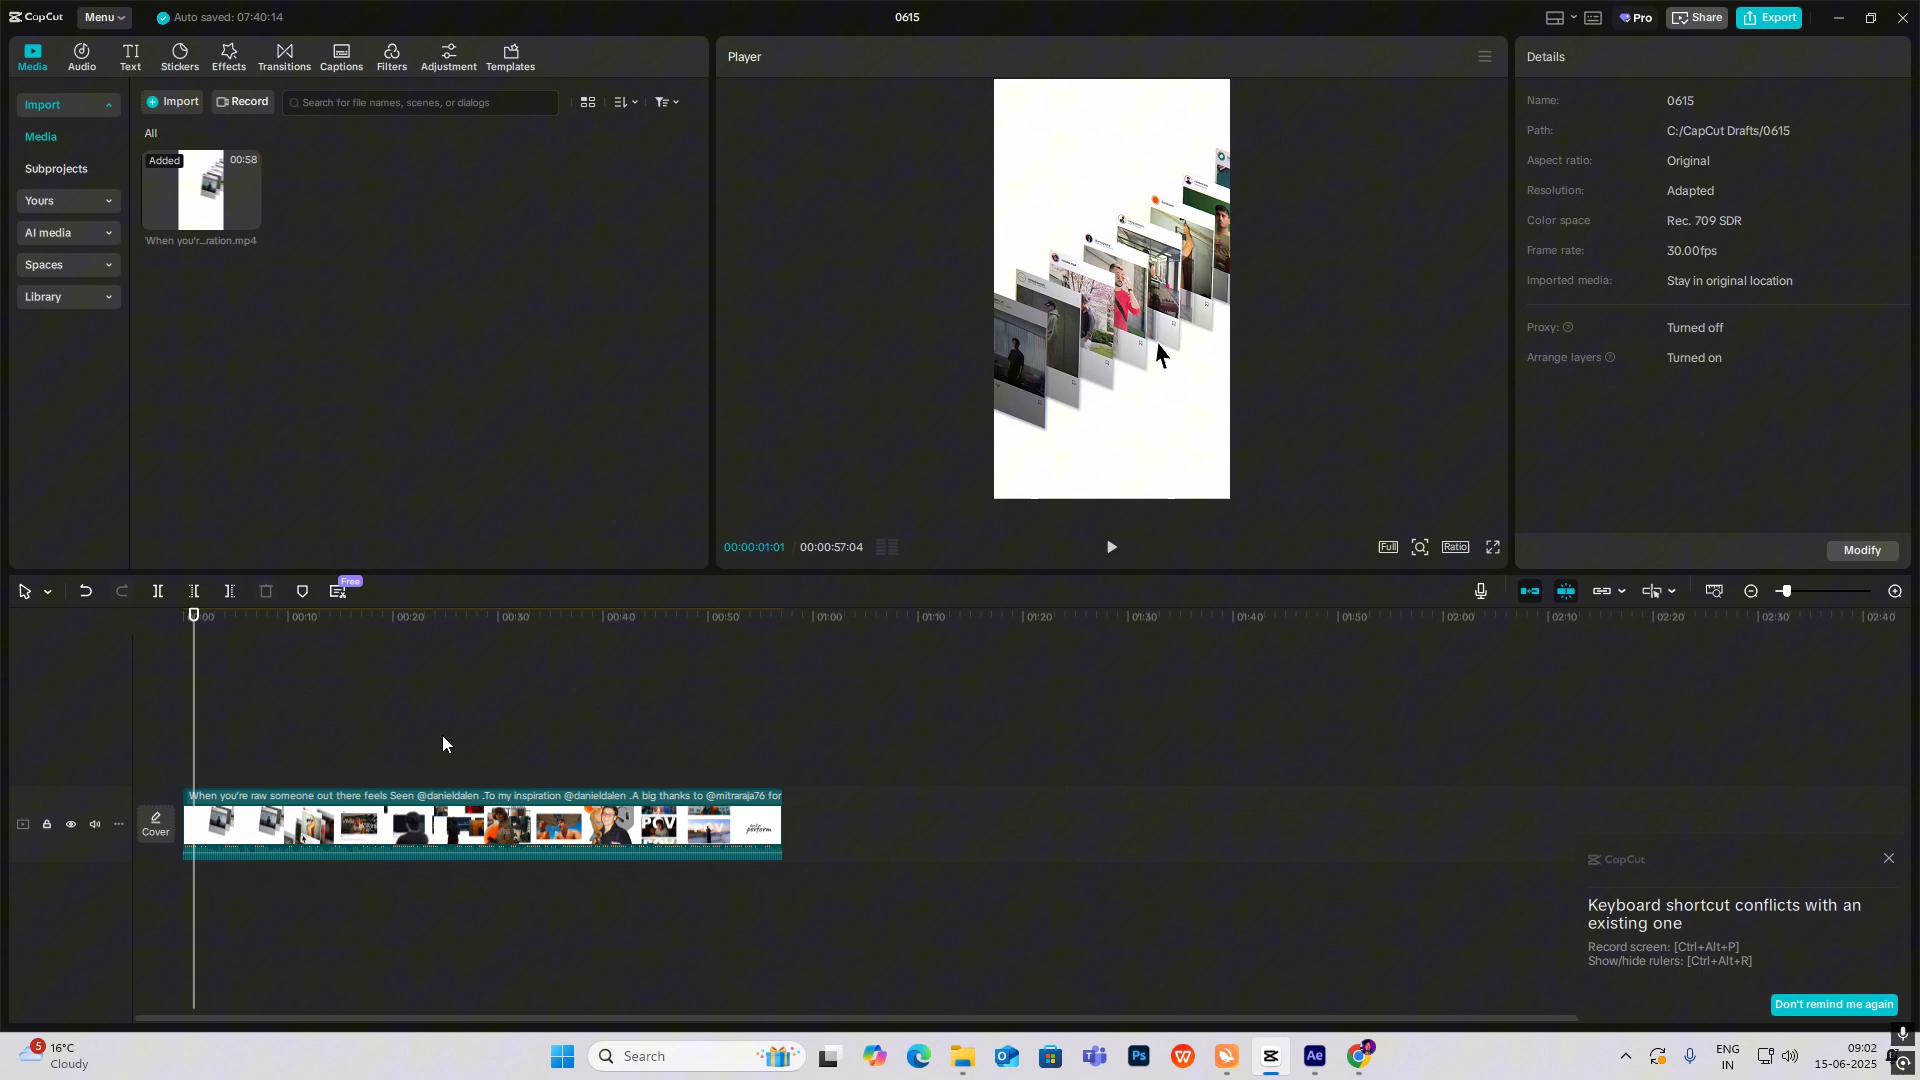 CapCut
Menu
Auto saved: 07:40:14
0615
Pro
Share
Export
Media
Audio
Text
Stickers
Effects
Transitions
Captions
Filters
Adjustment
Templates
Player
Details
Import
Media
Subprojects
Yours
AI media
Spaces
Library
Import
Record
Search for file names, scenes, or dialogs
All
Added
00:58
When you'r...ration.mp4
Name:
0615
Path:
C:/CapCut Drafts/0615
Aspect ratio:
Original
Resolution:
Adapted
Color space
Rec. 709 SDR
Frame rate:
30.00fps
Imported media:
Stay in original location
Proxy:
Turned off
Arrange layers
Turned on
Modify
00:00:01:01 / 00:00:57:04
Full
Ratio
Free
00:10
00:20
00:30
00:40
00:50
01:00
01:10
01:20
01:30
01:40
01:50
02:00
02:10
02:20
02:30
02:40
When you're raw someone out there feels Seen @danieldalen .To my inspiration @danieldalen .A big thanks to @mitraraja76 for
Cover
POV
POV
perform
CapCut
Keyboard shortcut conflicts with an
existing one
Record screen: [Ctrl+Alt+P]
Show/hide rulers: [Ctrl+Alt+R]
Don't remind me again
5
16°C
Cloudy
Search
Ps
Ae
ENG
IN
09:02
15-06-2025